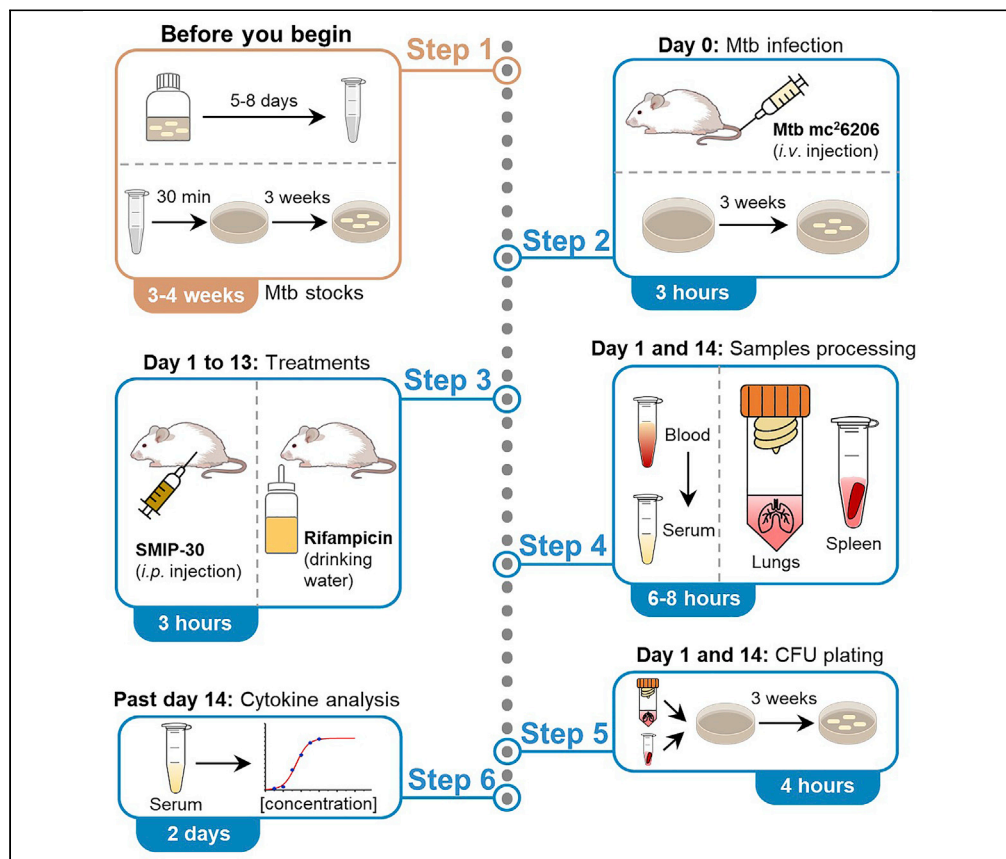 Before you begin
Step 1
5-8 days
30 min
3 weeks
3-4 weeks
Mtb stocks
Day 0: Mtb infection
Mtb mc²6206
(i.v. injection)
3 weeks
Step 2
3 hours
Day 1 to 13: Treatments
Step 3
SMIP-30
(i.p. injection)
Rifampicin
(drinking
water)
3 hours
Day 1 and 14: Samples processing
Blood
Serum
Lungs
Spleen
Step 4
6-8 hours
Day 1 and 14: CFU plating
3 weeks
Step 5
4 hours
Past day 14: Cytokine analysis
Serum
[concentration]
Step 6
2 days